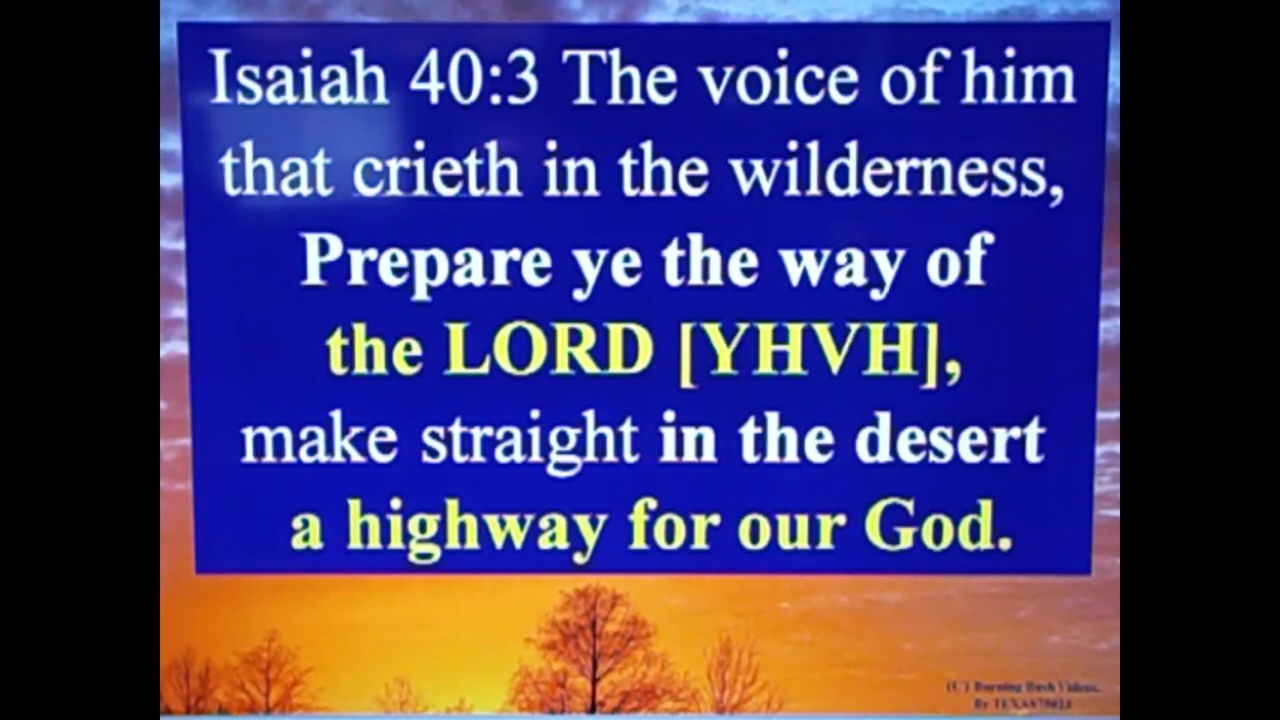 Isaiah 40:3 The voice of him
that crieth in the wilderness,
Prepare ye the way of
the LORD [YHVH],
make straight in the desert
a highway for our God.
(C) Burning Bush Videos.
By